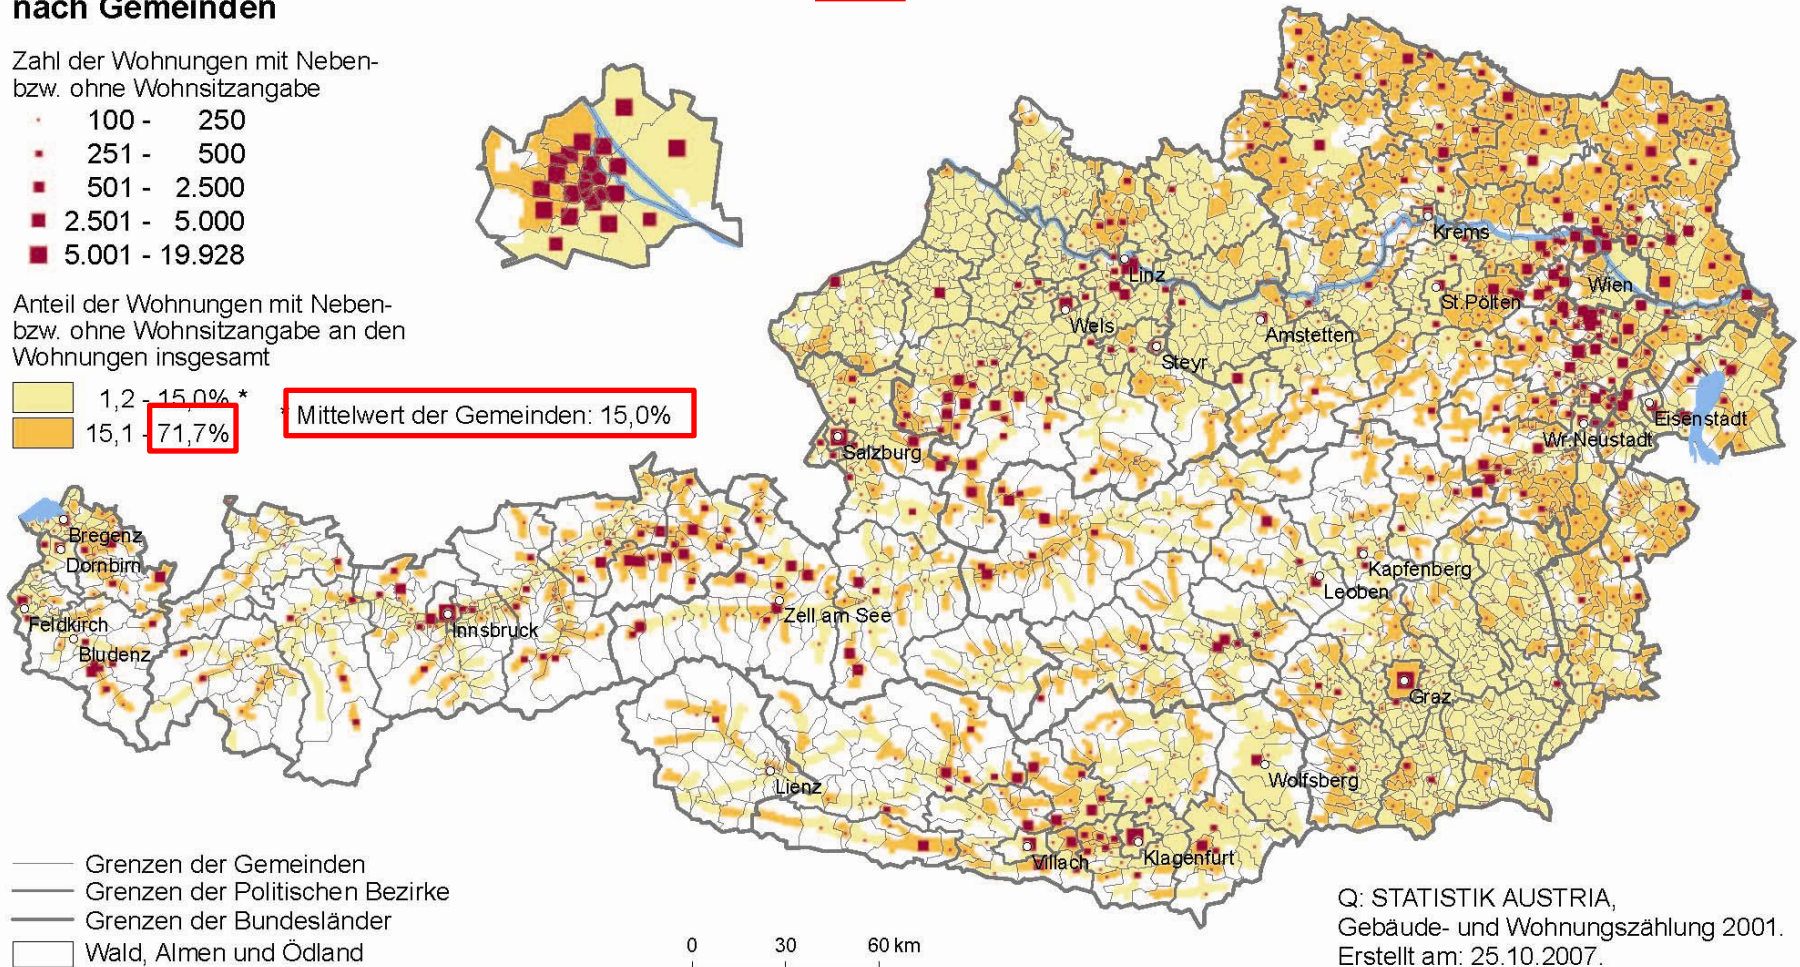 nach Gemeinden
Zahl der Wohnungen mit Neben-
bzw. ohne Wohnsitzangabe
100 - 250
251 - 500
501 - 2.500
2.501 - 5.000
5.001 - 19.928
Anteil der Wohnungen mit Neben-
bzw. ohne Wohnsitzangabe an den
Wohnungen insgesamt
1,2 - 15,0% *
15,1 - 71,7%
* Mittelwert der Gemeinden: 15,0%
Krems
Linz
Wien
St.Pölten
Wels
Amstetten
Steyr
Eisenstadt
Wr.Neustadt
Salzburg
Bregenz
Dornbirn
Kapfenberg
Leoben
Zell am See
Feldkirch
Innsbruck
Bludenz
Graz
Lienz
Wolfsberg
Villach
Klagenfurt
Grenzen der Gemeinden
Grenzen der Politischen Bezirke
Grenzen der Bundesländer
Wald, Almen und Ödland
0 30 60 km
Q: STATISTIK AUSTRIA,
Gebäude- und Wohnungszählung 2001.
Erstellt am: 25.10.2007.